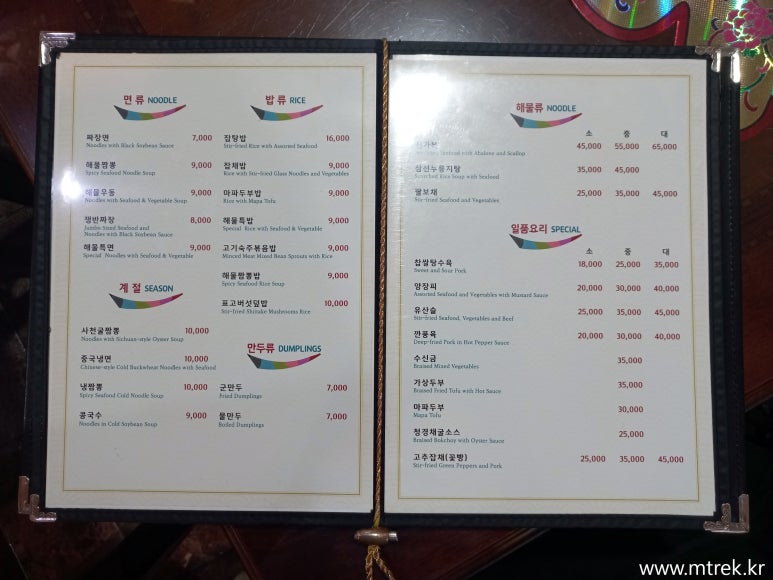 면 류 NOODLE
짜장면 7,000
Noodles with Black Soybean Sauce
해물짬뽕 9,000
Spicy Seafood Noodle Soup
해물우동 9,000
Noodles with Seafood & Vegetable Soup
쟁반짜장 8,000
Jumbo Sized Seafood and
Noodles with Black Soybean Sauce
해물특면 9,000
Special Noodles with Seafood & Vegetable
계 절 SEASON
사천굴짬뽕 10,000
Noodles with Sichuan-style Oyster Soup
중국냉면 10,000
Chinese-style Cold Buckwheat Noodles with Seafood
냉짬뽕 10,000
Spicy Seafood Cold Noodle Soup
콩국수 9,000
Noodles in Cold Soybean Soup
밥 류 RICE
잡탕밥 16,000
Stir-fried Rice with Assorted Seafood
잡채밥 9,000
Rice with Stir-fried Glass Noodles and Vegetables
마파두부밥 9,000
Rice with Mapa Tofu
해물특밥 9,000
Special Rice with Seafood & Vegetable
고기숙주볶음밥 9,000
Minced Meat Mixed Bean Sprouts with Rice
해물짬뽕밥 9,000
Spicy Seafood Rice Soup
표고버섯덮밥 10,000
Stir-fried Shiitake Mushrooms Rice
만두류 DUMPLINGS
군만두 7,000
Fried Dumplings
물만두 7,000
Boiled Dumplings
해물류 NOODLE
소 중 대
45,000 55,000 65,000
Seafood with Abalone and Scallop
삼선누룽지탕 35,000 45,000
Scorched Rice Soup with Seafood
팔보채 25,000 35,000 45,000
Stir-fried Seafood and Vegetables
일품요리 SPECIAL
소 중 대
찹쌀탕수육 18,000 25,000 35,000
Sweet and Sour Pork
양장피 20,000 30,000 40,000
Assorted Seafood and Vegetables with Mustard Sauce
유산슬 25,000 35,000 45,000
Stir-fried Seafood, Vegetables and Beef
깐풍육 20,000 30,000 40,000
Deep-fried Pork in Hot Pepper Sauce
수신금 35,000
Braised Mixed Vegetables
가상두부 35,000
Braised Fried Tofu with Hot Sauce
마파두부 30,000
Mapa Tofu
청경채굴소스 25,000
Braised Bokchoy with Oyster Sauce
고추잡채(꽃빵) 25,000 35,000 45,000
Stir-fried Green Peppers and Pork
www.mtrek.kr